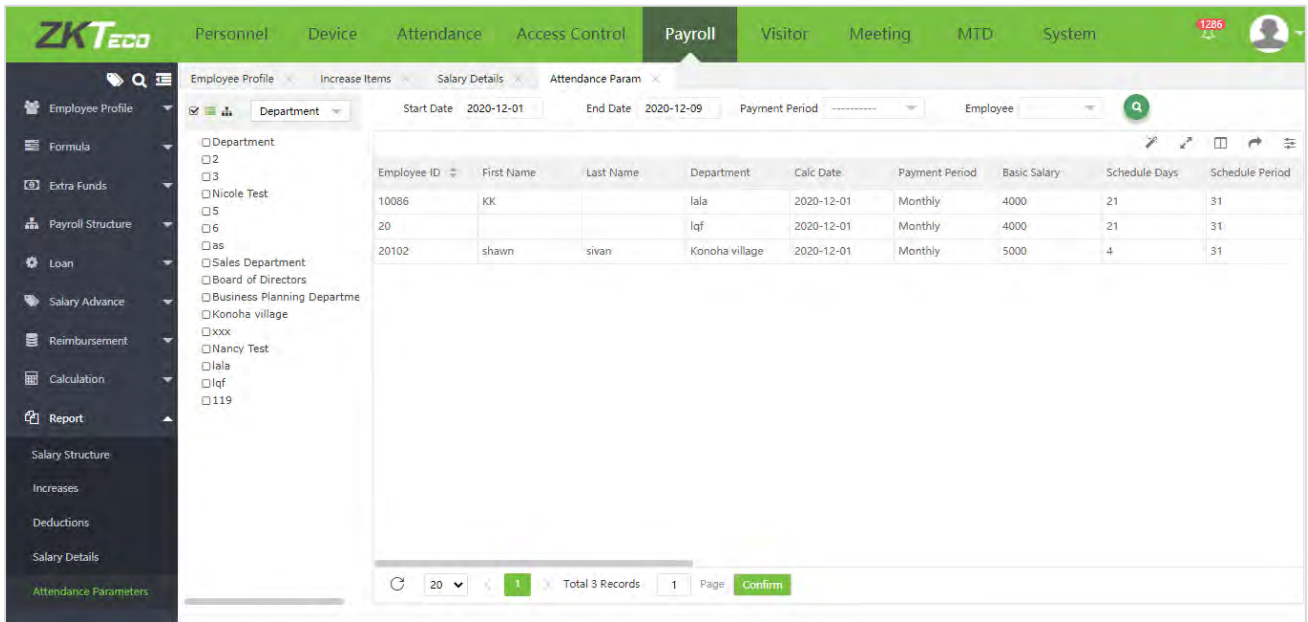 ZKTECO Personnel Device Attendance Access Control Payroll Visitor Meeting MTD System 1286
Employee Profile Increase Items Salary Details Attendance Param
Employee Profile
Formula
Extra Funds
Payroll Structure
Loan
Salary Advance
Reimbursement
Calculation
Report
Salary Structure
Increases
Deductions
Salary Details
Attendance Parameters
Department
Department
2
3
Nicole Test
5
6
as
Sales Department
Board of Directors
Business Planning Departme
Konoha village
xxx
Nancy Test
lala
lqf
119
Start Date 2020-12-01 End Date 2020-12-09 Payment Period ---------- Employee
Employee ID First Name Last Name Department Calc Date Payment Period Basic Salary Schedule Days Schedule Period
10086 KK lala 2020-12-01 Monthly 4000 21 31
20 lqf 2020-12-01 Monthly 4000 21 31
20102 shawn sivan Konoha village 2020-12-01 Monthly 5000 4 31
20 1 Total 3 Records 1 Page Confirm